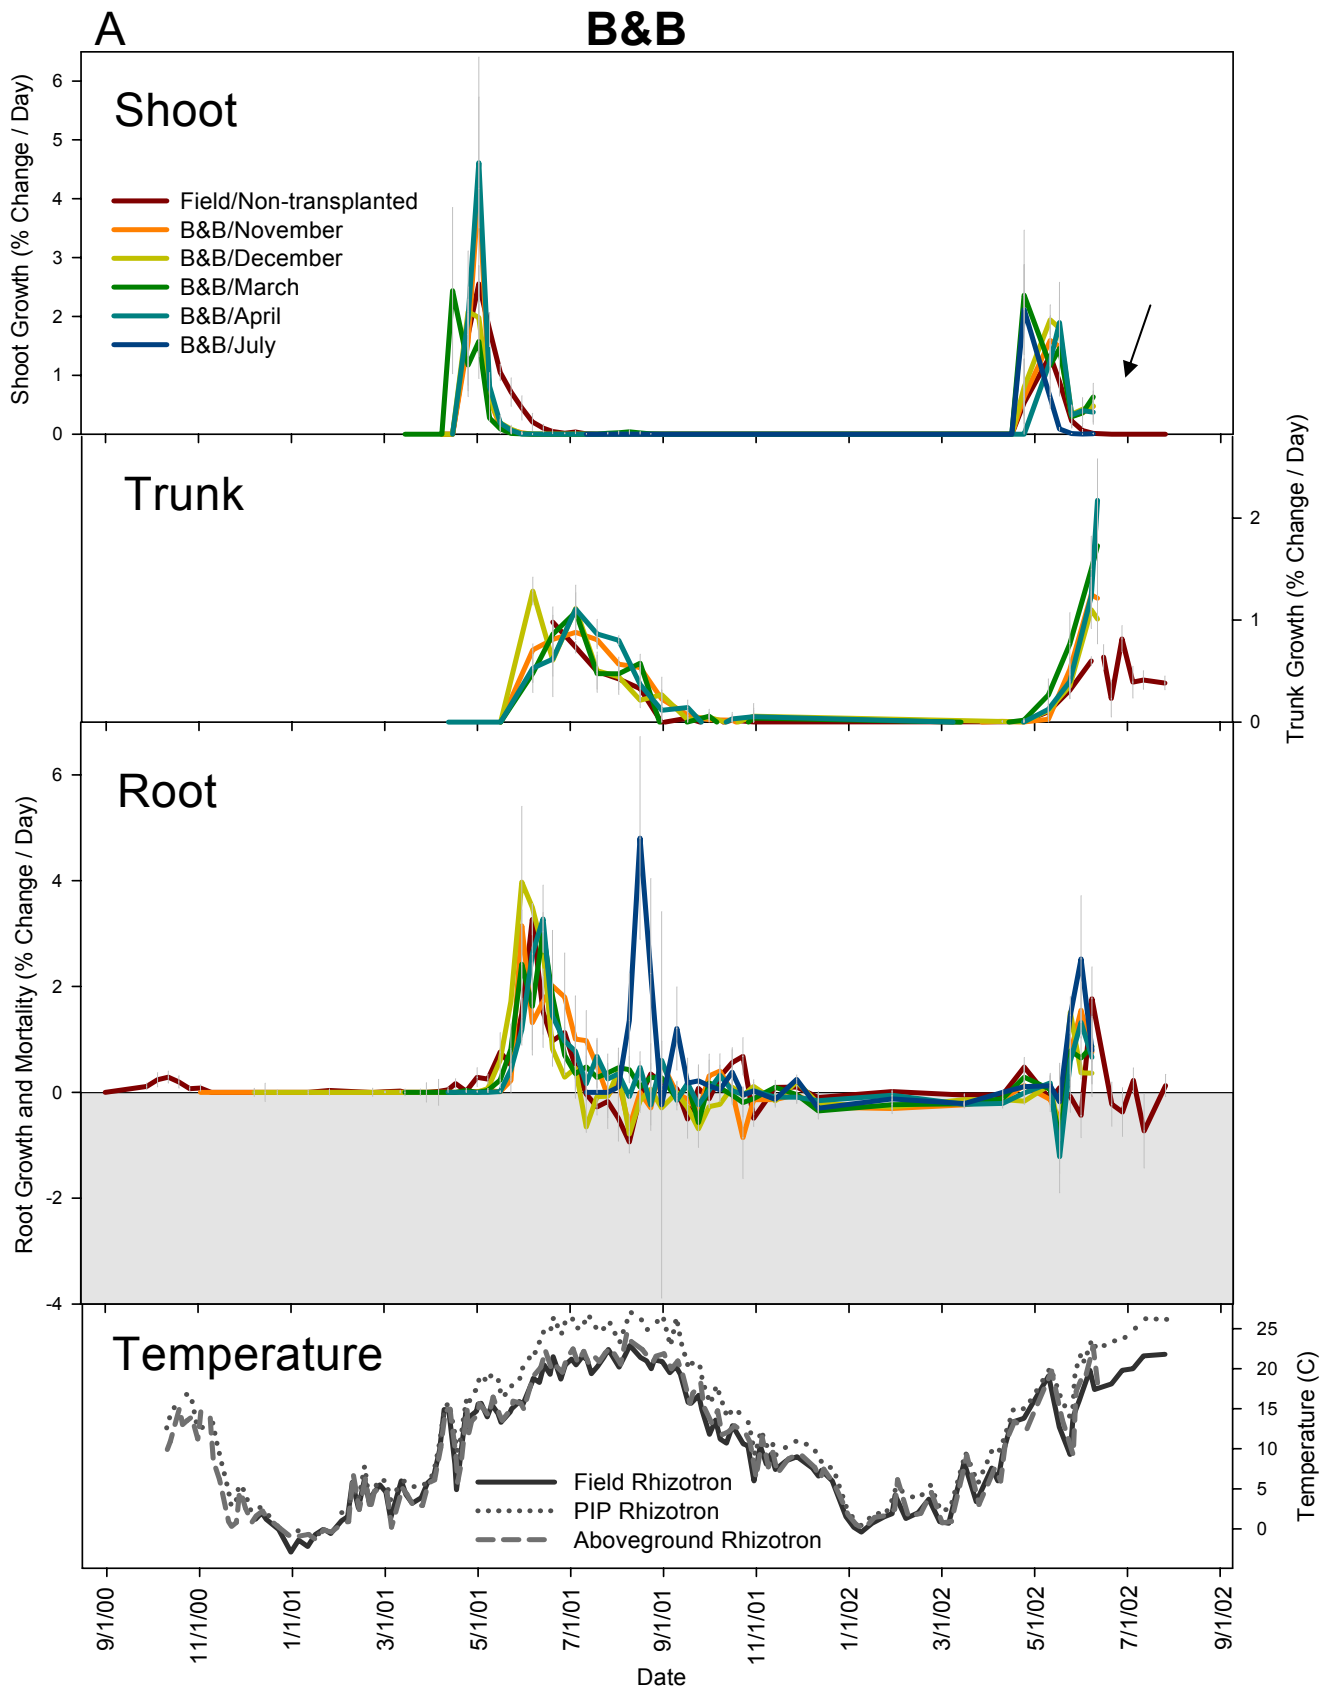 A
B&B
Shoot Growth (% Change / Day)
6
5
4
3
2
1
0
Shoot
Field/Non-transplanted
B&B/November
B&B/December
B&B/March
B&B/April
B&B/July
Trunk
Trunk Growth (% Change / Day)
2
1
0
Root Growth and Mortality (% Change / Day)
6
4
2
0
-2
-4
Root
Temperature
Field Rhizotron
PIP Rhizotron
Aboveground Rhizotron
25
20
15
10
5
0
Temperature (C)
9/1/00
11/1/00
1/1/01
3/1/01
5/1/01
7/1/01
9/1/01
11/1/01
1/1/02
3/1/02
5/1/02
7/1/02
9/1/02
Date